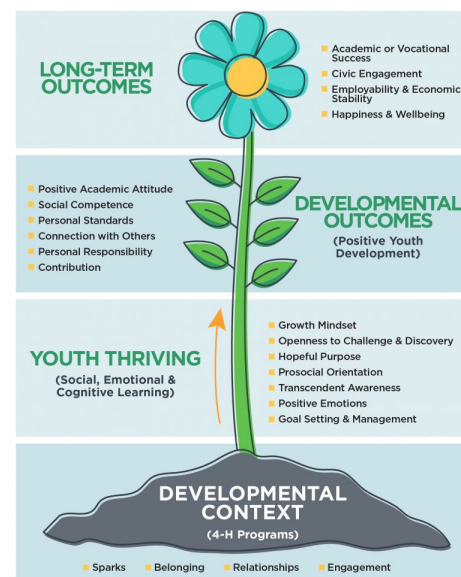 LONG-TERM
OUTCOMES
Academic or Vocational
Success
Civic Engagement
Employability & Economic
Stability
Happiness & Wellbeing
Positive Academic Attitude
Social Competence
Personal Standards
Connection with Others
Personal Responsibility
Contribution
DEVELOPMENTAL
OUTCOMES
(Positive Youth
Development)
YOUTH THRIVING
(Social, Emotional &
Cognitive Learning)
Growth Mindset
Openness to Challenge & Discovery
Hopeful Purpose
Prosocial Orientation
Transcendent Awareness
Positive Emotions
Goal Setting & Management
DEVELOPMENTAL
CONTEXT
(4-H Programs)
Sparks Belonging Relationships Engagement